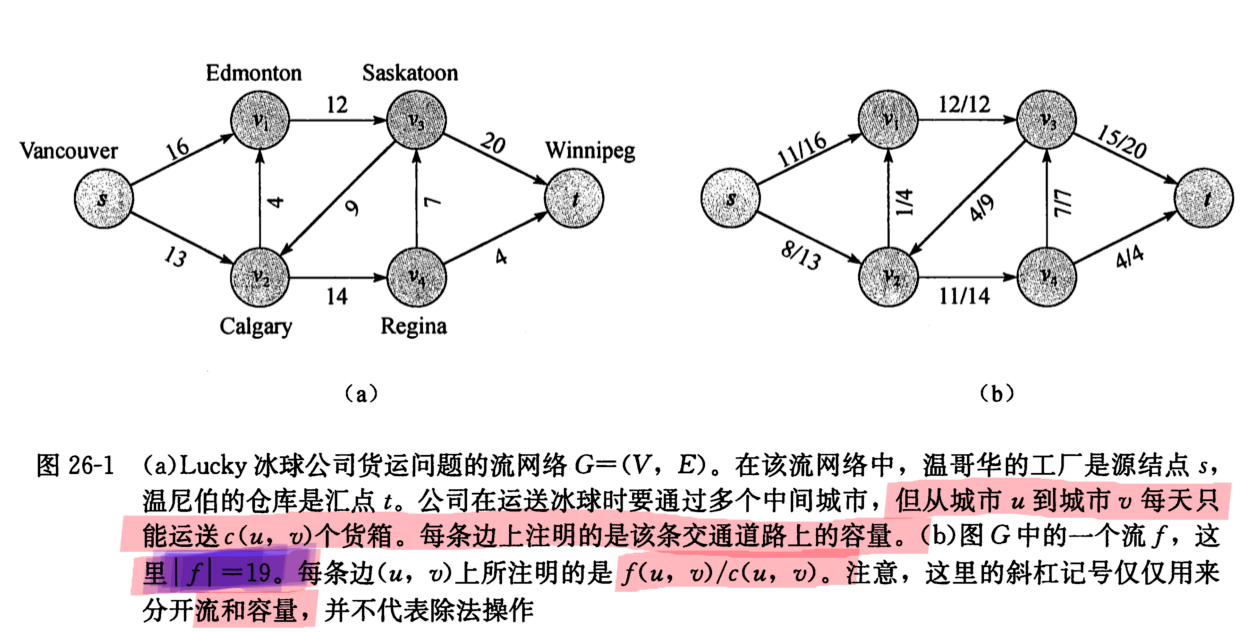 Edmonton
Saskatoon
Vancouver
Winnipeg
Calgary
Regina
s
v₁
v₂
v₃
v₄
t
16
13
12
4
9
7
14
20
4
(a)
s
v₁
v₂
v₃
v₄
t
11/16
8/13
12/12
1/4
4/9
7/7
11/14
15/20
4/4
(b)
图 26-1 (a)Lucky 冰球公司货运问题的流网络 G=(V, E)。在该流网络中，温哥华的工厂是源结点 s，
温尼伯的仓库是汇点 t。公司在运送冰球时要通过多个中间城市，但从城市 u 到城市 v 每天只
能运送 c(u, v)个货箱。每条边上注明的是该条交通道路上的容量。(b)图 G 中的一个流 f，这
里|f|=19。每条边(u, v)上所注明的是 f(u, v)/c(u, v)。注意，这里的斜杠记号仅仅用来
分开流和容量，并不代表除法操作